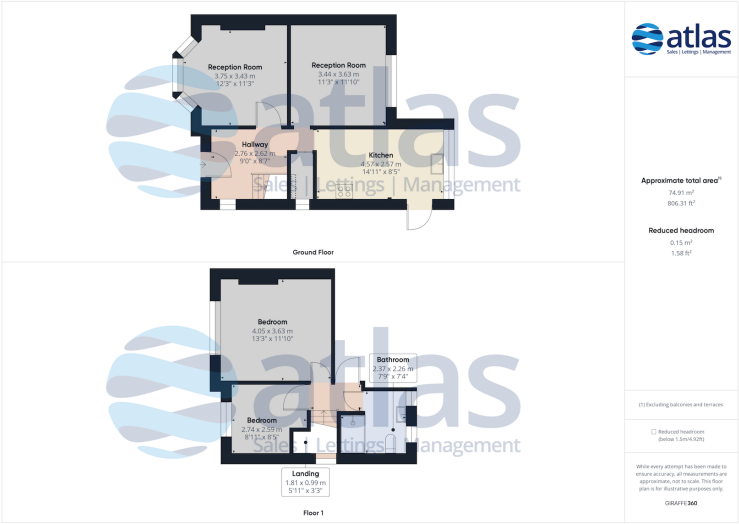 Reception Room
3.75 x 3.43 m
12'3" x 11'3"
Reception Room
3.44 x 3.63 m
11'3" x 11'10"
Hallway
2.76 x 2.62 m
9'0" x 8'7"
Kitchen
4.57 x 2.57 m
14'11" x 8'5"
atlas
Sales | Lettings | Management
Ground Floor
Bedroom
4.05 x 3.63 m
13'3" x 11'10"
Bathroom
2.37 x 2.26 m
7'9" x 7'4"
Bedroom
2.74 x 2.59 m
8'11" x 8'5"
atlas
Sales | Lettings | Management
Landing
1.81 x 0.99 m
5'11" x 3'3"
Floor 1
atlas
Sales | Lettings | Management
Approximate total area(1)
74.91 m²
806.31 ft²
Reduced headroom
0.15 m²
1.58 ft²
(1) Excluding balconies and terraces
Reduced headroom
(below 1.5m/4.92ft)
While every attempt has been made to
ensure accuracy, all measurements are
approximate, not to scale. This floor
plan is for illustrative purposes only.
GIRAFFE360